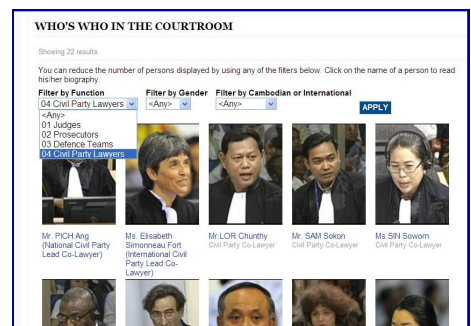 WHO'S WHO IN THE COURTROOM
Showing 22 results
You can reduce the number of persons displayed by using any of the filters below. Click on the name of a person to read
his/her biography.
Filter by Function Filter by Gender Filter by Cambodian or International
04 Civil Party Lawyers <Any> <Any>
APPLY
<Any>
01 Judges
02 Prosecutors
03 Defence Teams
04 Civil Party Lawyers
Mr. PICH Ang
(National Civil Party
Lead Co-Lawyer)
Ms. Elisabeth
Simonneau Fort
(International Civil
Party Lead Co-
Lawyer)
Mr.LOR Chunthy
Civil Party Co-Lawyer
Mr. SAM Sokon
Civil Party Co-Lawyer
Ms.SIN Soworn
Civil Party Co-Lawyer